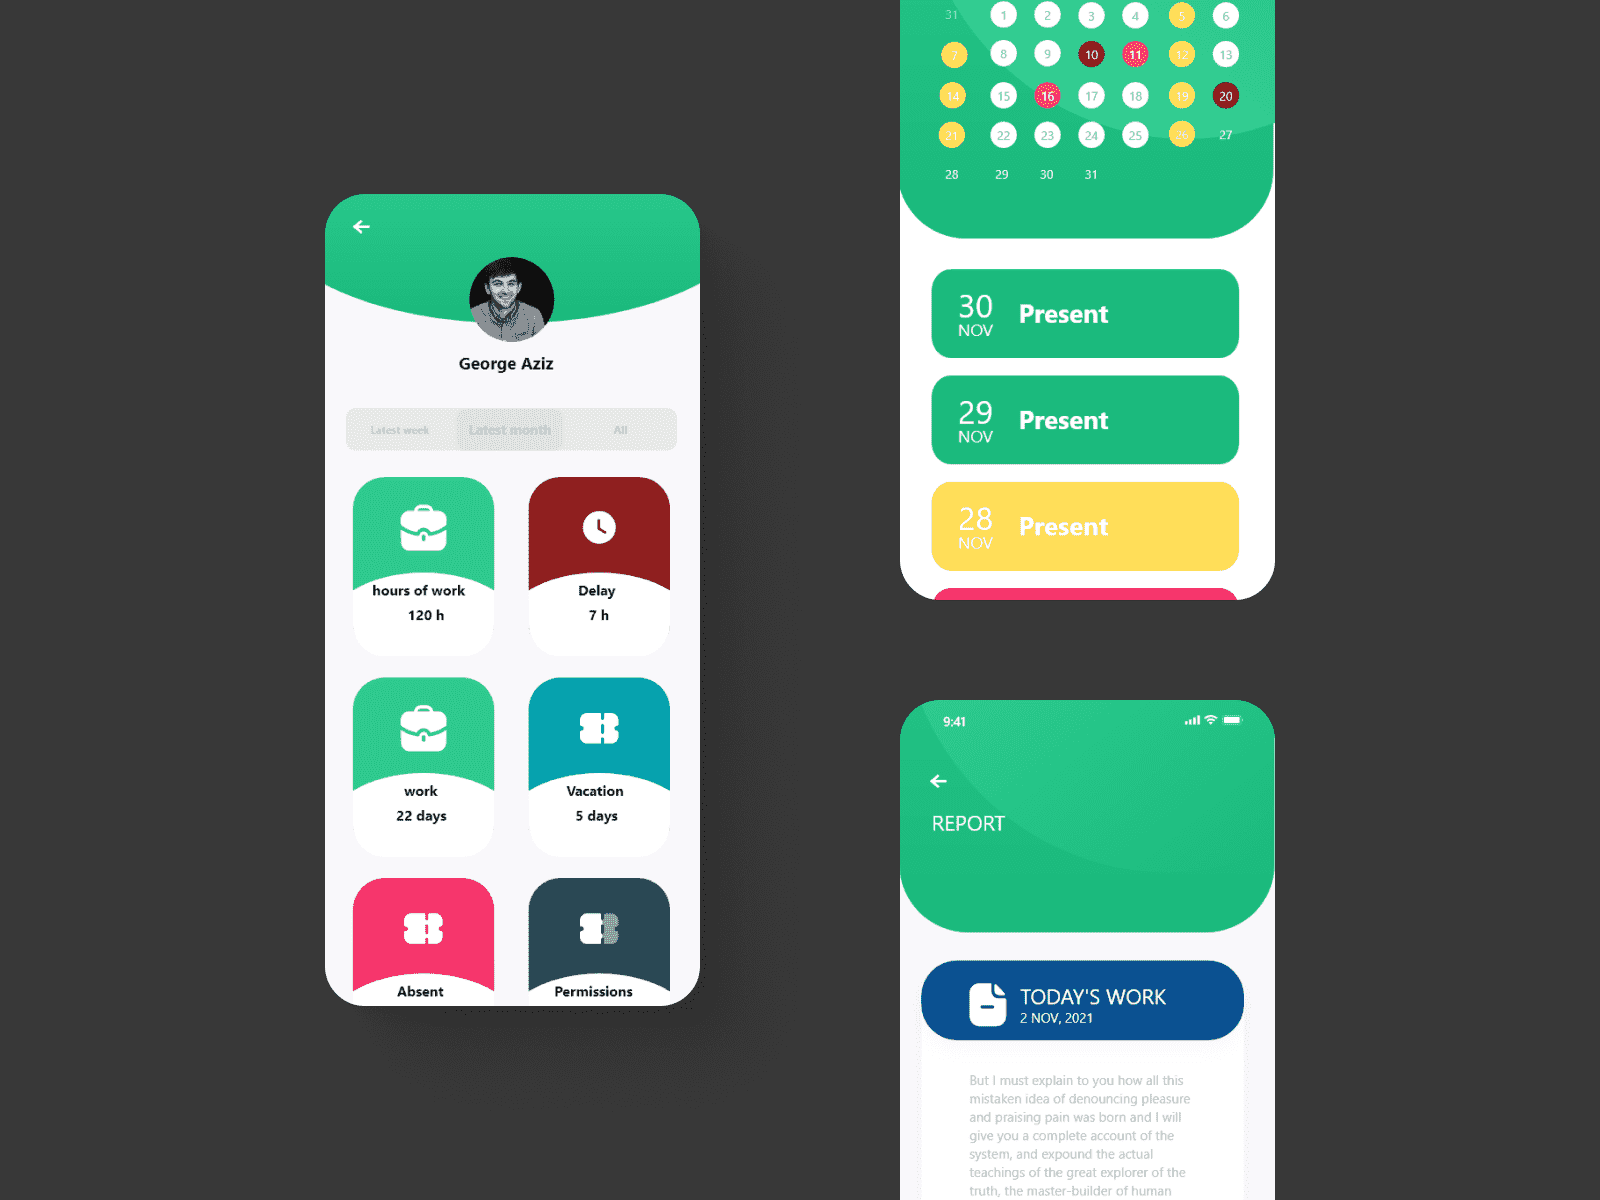 George Aziz
Latest week Latest month All
hours of work
120 h
Delay
7 h
work
22 days
Vacation
5 days
Absent
Permissions
31 1 2 3 4 5 6
7 8 9 10 11 12 13
14 15 16 17 18 19 20
21 22 23 24 25 26 27
28 29 30 31
30
NOV
Present
29
NOV
Present
28
NOV
Present
9:41
REPORT
TODAY'S WORK
2 NOV, 2021
But I must explain to you how all this
mistaken idea of denouncing pleasure
and praising pain was born and I will
give you a complete account of the
system, and expound the actual
teachings of the great explorer of the
truth, the master-builder of human